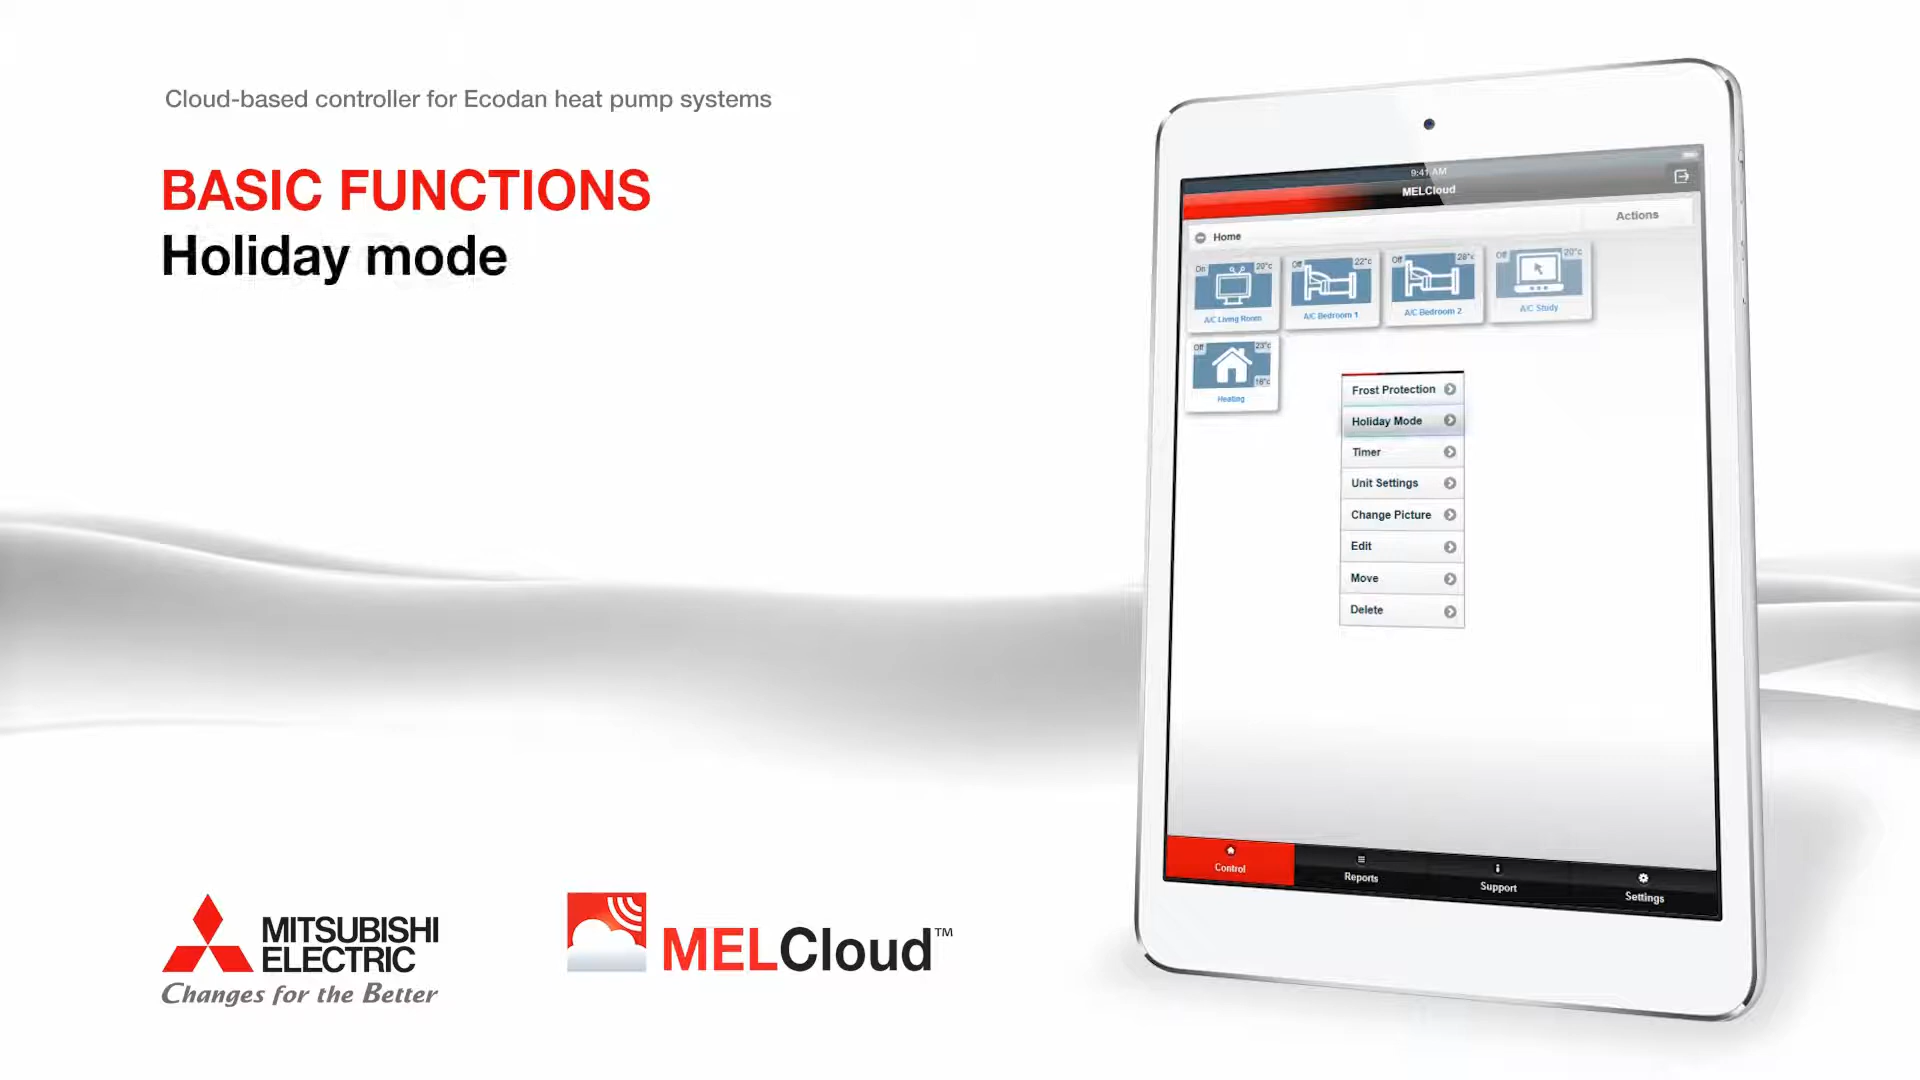 Cloud-based controller for Ecodan heat pump systems
BASIC FUNCTIONS
Holiday mode
9:41 AM
MELCloud
Actions
Home
On 20°c
A/C Living Room
Off 22°c
A/C Bedroom 1
Off 28°c
A/C Bedroom 2
Off 20°c
A/C Study
Off 23°c
18°c
Heating
Frost Protection
Holiday Mode
Timer
Unit Settings
Change Picture
Edit
Move
Delete
Control
Reports
Support
Settings
MITSUBISHI
ELECTRIC
Changes for the Better
MELCloud™